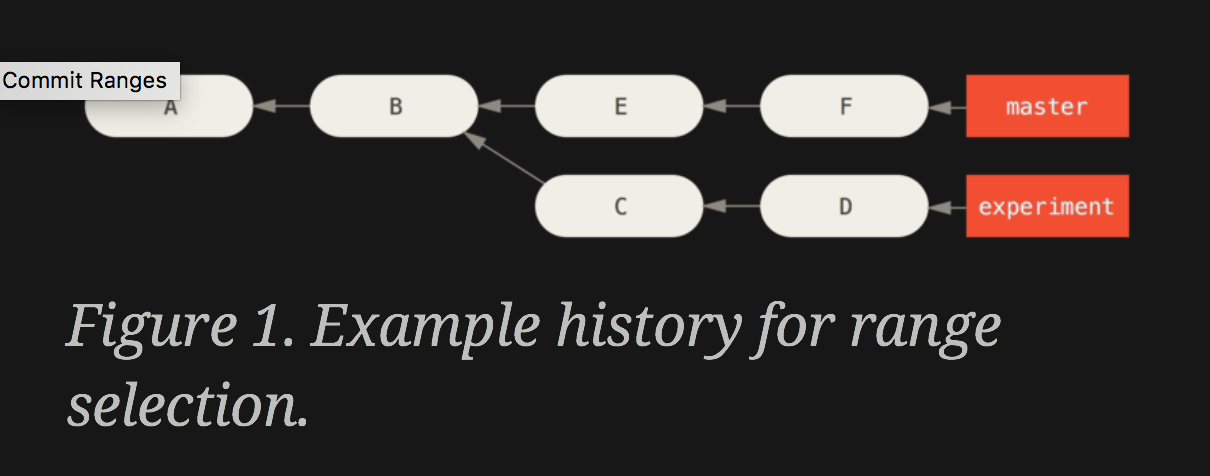 Commit Ranges
A B E F master
C D experiment
Figure 1. Example history for range
selection.